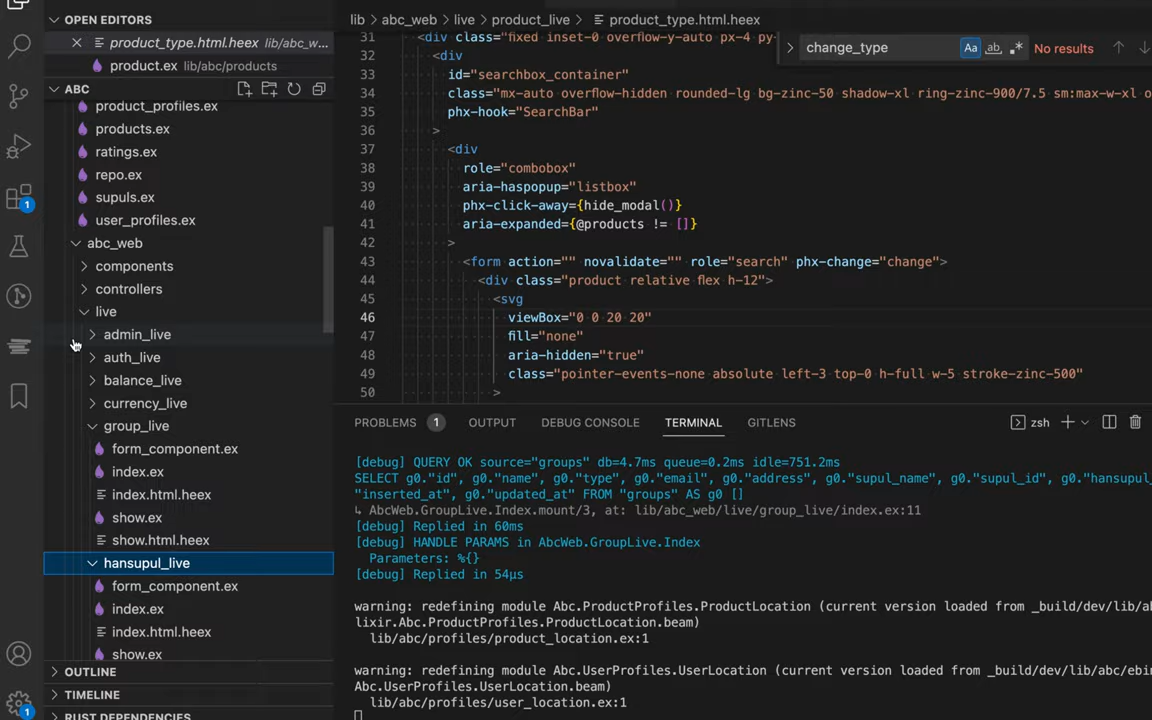 OPEN EDITORS
product_type.html.heex lib/abc_w...
product.ex lib/abc/products
ABC
product_profiles.ex
products.ex
ratings.ex
repo.ex
supuls.ex
user_profiles.ex
abc_web
components
controllers
live
admin_live
auth_live
balance_live
currency_live
group_live
form_component.ex
index.ex
index.html.heex
show.ex
show.html.heex
hansupul_live
form_component.ex
index.ex
index.html.heex
show.ex
OUTLINE
TIMELINE
RUST DEPENDENCIES
1
1
lib > abc_web > live > product_live > product_type.html.heex
change_type
Aa
ab
No results
31 <div class="fixed inset-0 overflow-y-auto px-4 py-
32 <div
33 id="searchbox_container"
34 class="mx-auto overflow-hidden rounded-lg bg-zinc-50 shadow-xl ring-zinc-900/7.5 sm:max-w-xl o
35 phx-hook="SearchBar"
36 >
37 <div
38 role="combobox"
39 aria-haspopup="listbox"
40 phx-click-away={hide_modal()}
41 aria-expanded={@products != []}
42 >
43 <form action="" novalidate="" role="search" phx-change="change">
44 <div class="product relative flex h-12">
45 <svg
46 viewBox="0 0 20 20"
47 fill="none"
48 aria-hidden="true"
49 class="pointer-events-none absolute left-3 top-0 h-full w-5 stroke-zinc-500"
50 >
PROBLEMS 1 OUTPUT DEBUG CONSOLE TERMINAL GITLENS zsh
[debug] QUERY OK source="groups" db=4.7ms queue=0.2ms idle=751.2ms
SELECT g0."id", g0."name", g0."type", g0."email", g0."address", g0."supul_name", g0."supul_id", g0."hansupul_
"inserted_at", g0."updated_at" FROM "groups" AS g0 []
↳ AbcWeb.GroupLive.Index.mount/3, at: lib/abc_web/live/group_live/index.ex:11
[debug] Replied in 60ms
[debug] HANDLE PARAMS in AbcWeb.GroupLive.Index
Parameters: %{}
[debug] Replied in 54µs
warning: redefining module Abc.ProductProfiles.ProductLocation (current version loaded from _build/dev/lib/ab
lixir.Abc.ProductProfiles.ProductLocation.beam)
lib/abc/profiles/product_location.ex:1
warning: redefining module Abc.UserProfiles.UserLocation (current version loaded from _build/dev/lib/abc/ebin
Abc.UserProfiles.UserLocation.beam)
lib/abc/profiles/user_location.ex:1